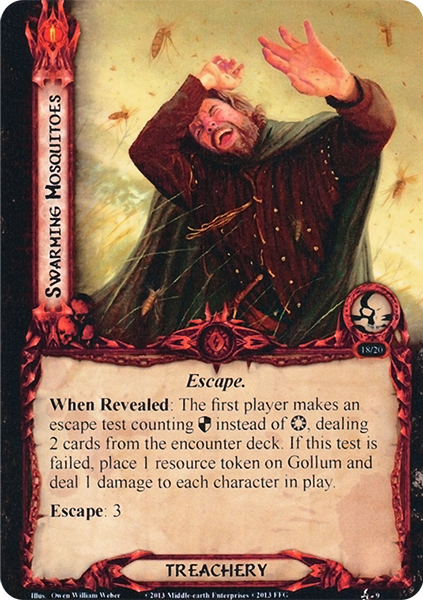 SWARMING MOSQUITOES
18/20
Escape.
When Revealed: The first player makes an
escape test counting instead of , dealing
2 cards from the encounter deck. If this test is
failed, place 1 resource token on Gollum and
deal 1 damage to each character in play.
Escape: 3
TREACHERY
Illus. Owen William Weber ©2013 Middle-earth Enterprises ©2013 FFG 9